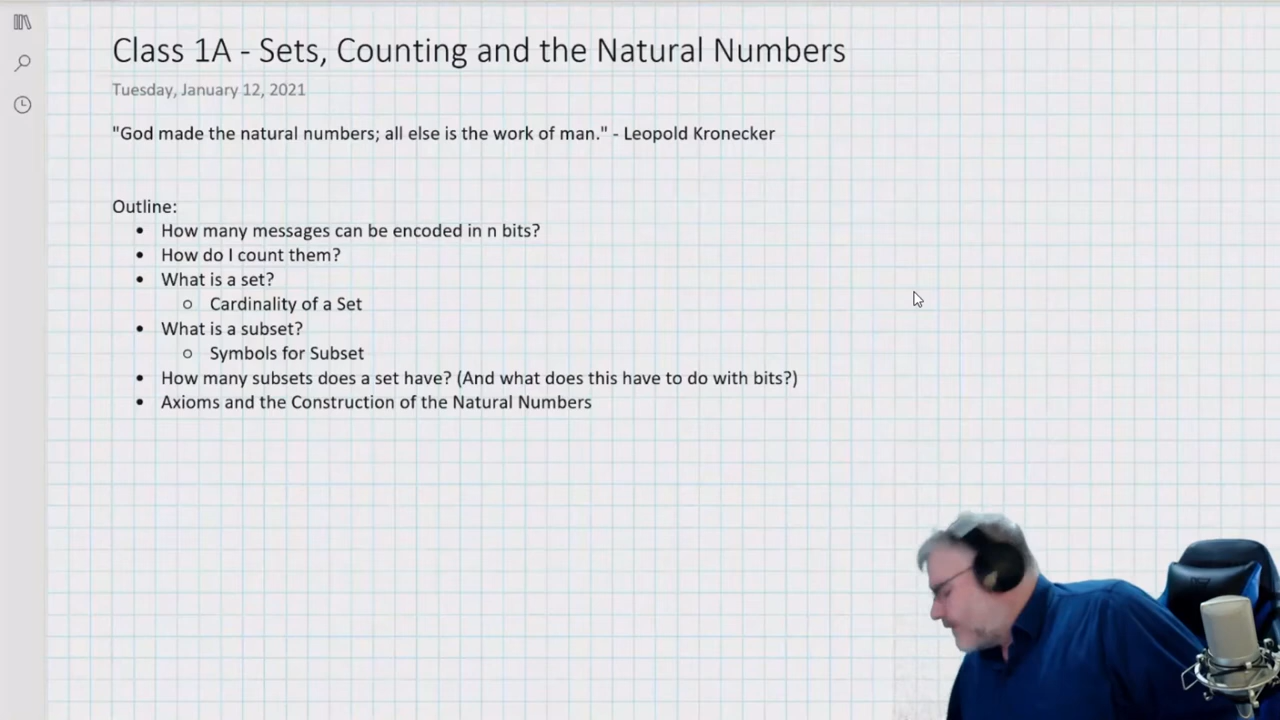 Class 1A - Sets, Counting and the Natural Numbers
Tuesday, January 12, 2021
"God made the natural numbers; all else is the work of man." - Leopold Kronecker
Outline:
• How many messages can be encoded in n bits?
• How do I count them?
• What is a set?
○ Cardinality of a Set
• What is a subset?
○ Symbols for Subset
• How many subsets does a set have? (And what does this have to do with bits?)
• Axioms and the Construction of the Natural Numbers